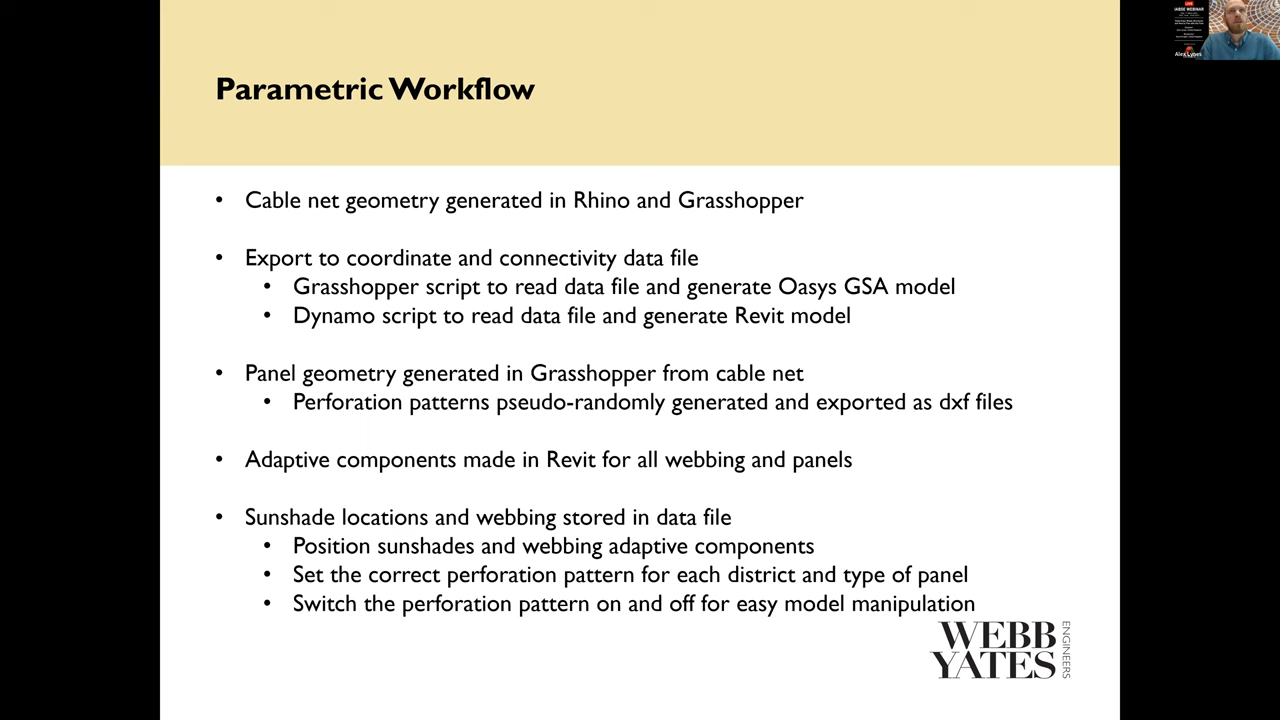 LIVE
IABSE WEBINAR
Alex Lynes
Parametric Workflow
• Cable net geometry generated in Rhino and Grasshopper
• Export to coordinate and connectivity data file
• Grasshopper script to read data file and generate Oasys GSA model
• Dynamo script to read data file and generate Revit model
• Panel geometry generated in Grasshopper from cable net
• Perforation patterns pseudo-randomly generated and exported as dxf files
• Adaptive components made in Revit for all webbing and panels
• Sunshade locations and webbing stored in data file
• Position sunshades and webbing adaptive components
• Set the correct perforation pattern for each district and type of panel
• Switch the perforation pattern on and off for easy model manipulation
WEBB
YATES
ENGINEERS